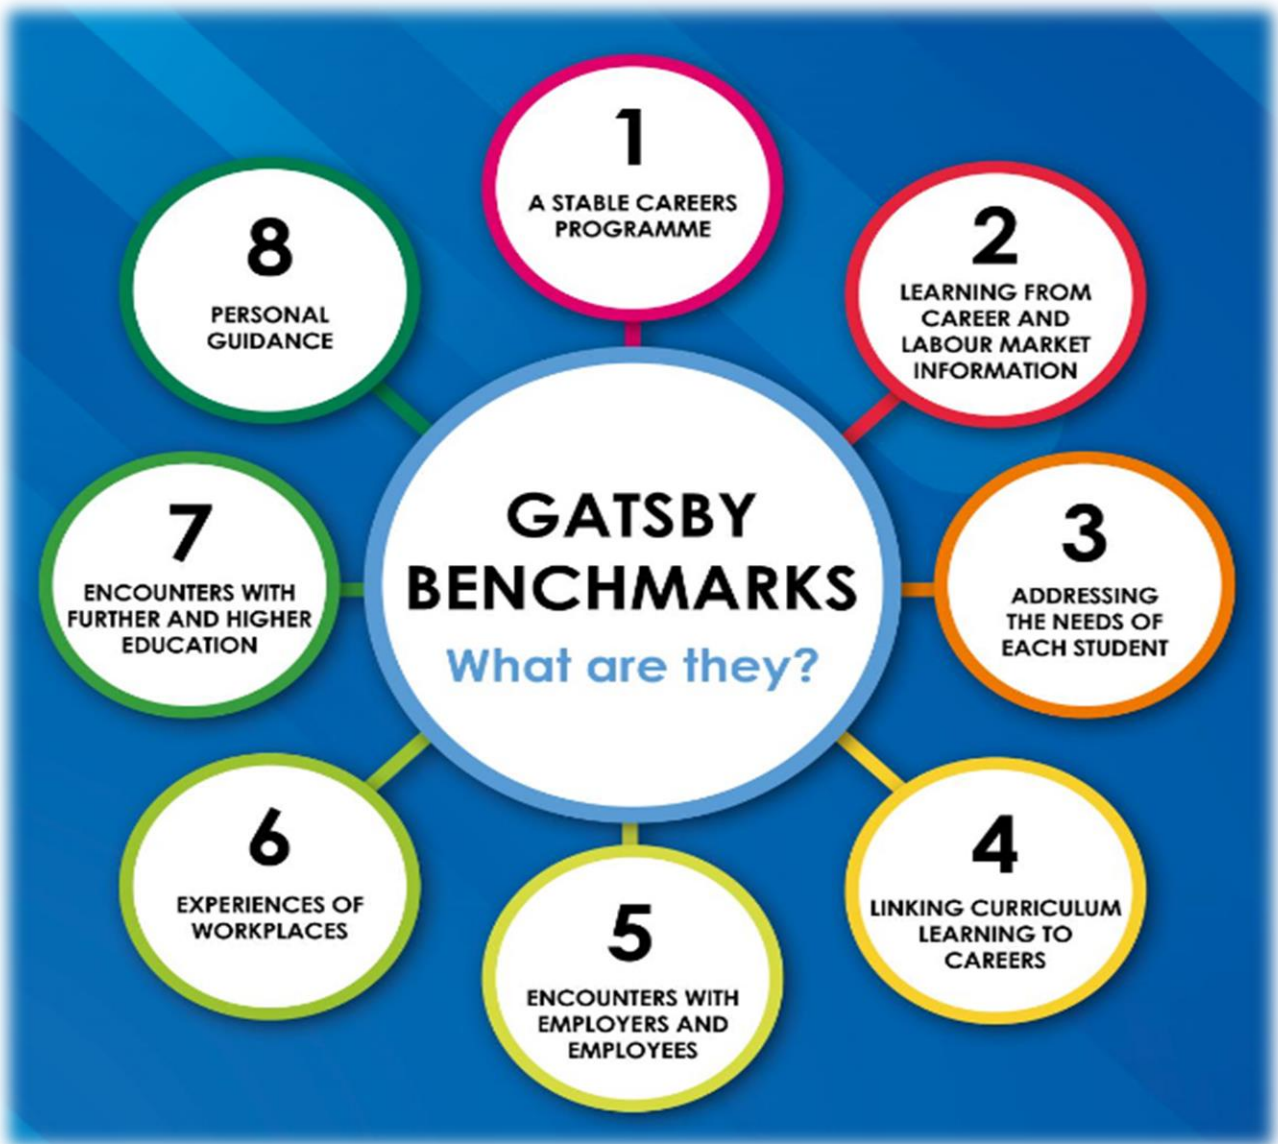 GATSBY
BENCHMARKS
What are they?
1
A STABLE CAREERS
PROGRAMME
2
LEARNING FROM
CAREER AND
LABOUR MARKET
INFORMATION
3
ADDRESSING
THE NEEDS OF
EACH STUDENT
4
LINKING CURRICULUM
LEARNING TO
CAREERS
5
ENCOUNTERS WITH
EMPLOYERS AND
EMPLOYEES
6
EXPERIENCES OF
WORKPLACES
7
ENCOUNTERS WITH
FURTHER AND HIGHER
EDUCATION
8
PERSONAL
GUIDANCE